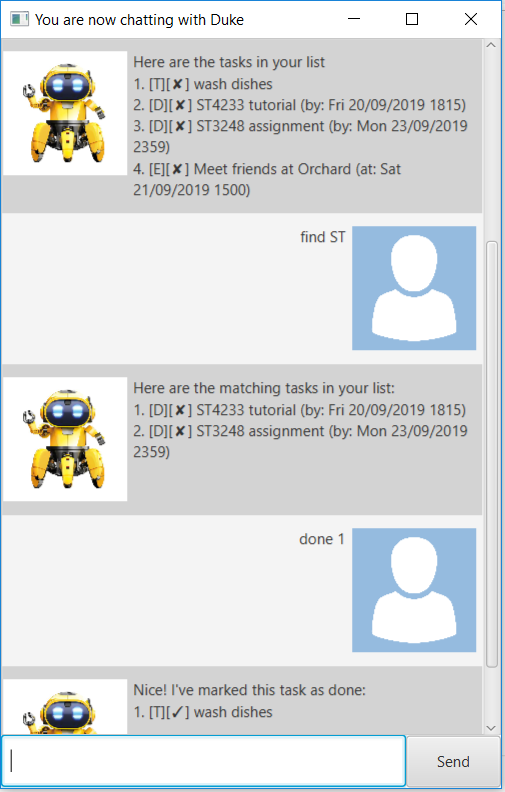 You are now chatting with Duke
Here are the tasks in your list
1. [T][✘] wash dishes
2. [D][✘] ST4233 tutorial (by: Fri 20/09/2019 1815)
3. [D][✘] ST3248 assignment (by: Mon 23/09/2019
2359)
4. [E][✘] Meet friends at Orchard (at: Sat
21/09/2019 1500)
find ST
Here are the matching tasks in your list:
1. [D][✘] ST4233 tutorial (by: Fri 20/09/2019 1815)
2. [D][✘] ST3248 assignment (by: Mon 23/09/2019
2359)
done 1
Nice! I've marked this task as done:
1. [T][✓] wash dishes
Send